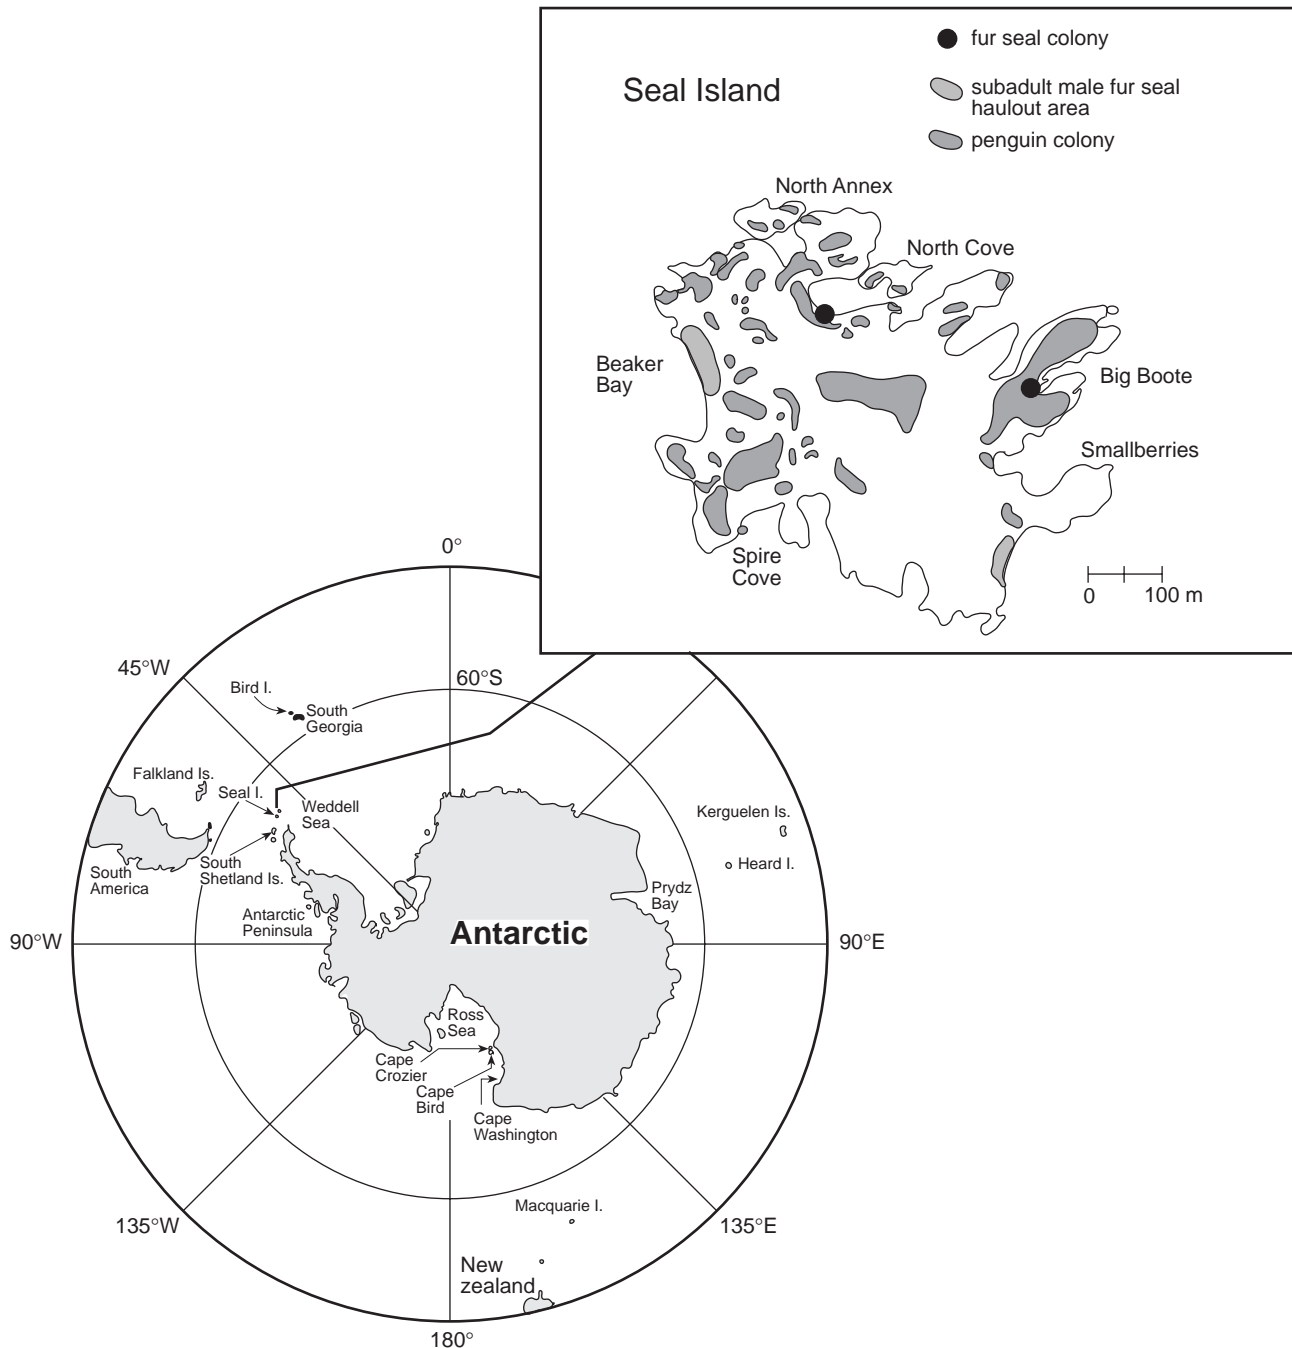 fur seal colony
Seal Island
subadult male fur seal
haulout area
penguin colony
North Annex
North Cove
Beaker
Bay
Big Boote
Smallberries
Spire
Cove
0
100 m
0°
45°W
60°S
Bird I.
South
Georgia
Falkland Is.
Seal I.
Weddell
Sea
Kerguelen Is.
Heard I.
South
America
South
Shetland Is.
Prydz
Bay
Antarctic
Peninsula
Antarctic
90°W
90°E
Ross
Sea
Cape
Crozier
Cape
Bird
Cape
Washington
135°W
135°E
Macquarie I.
New
zealand
180°